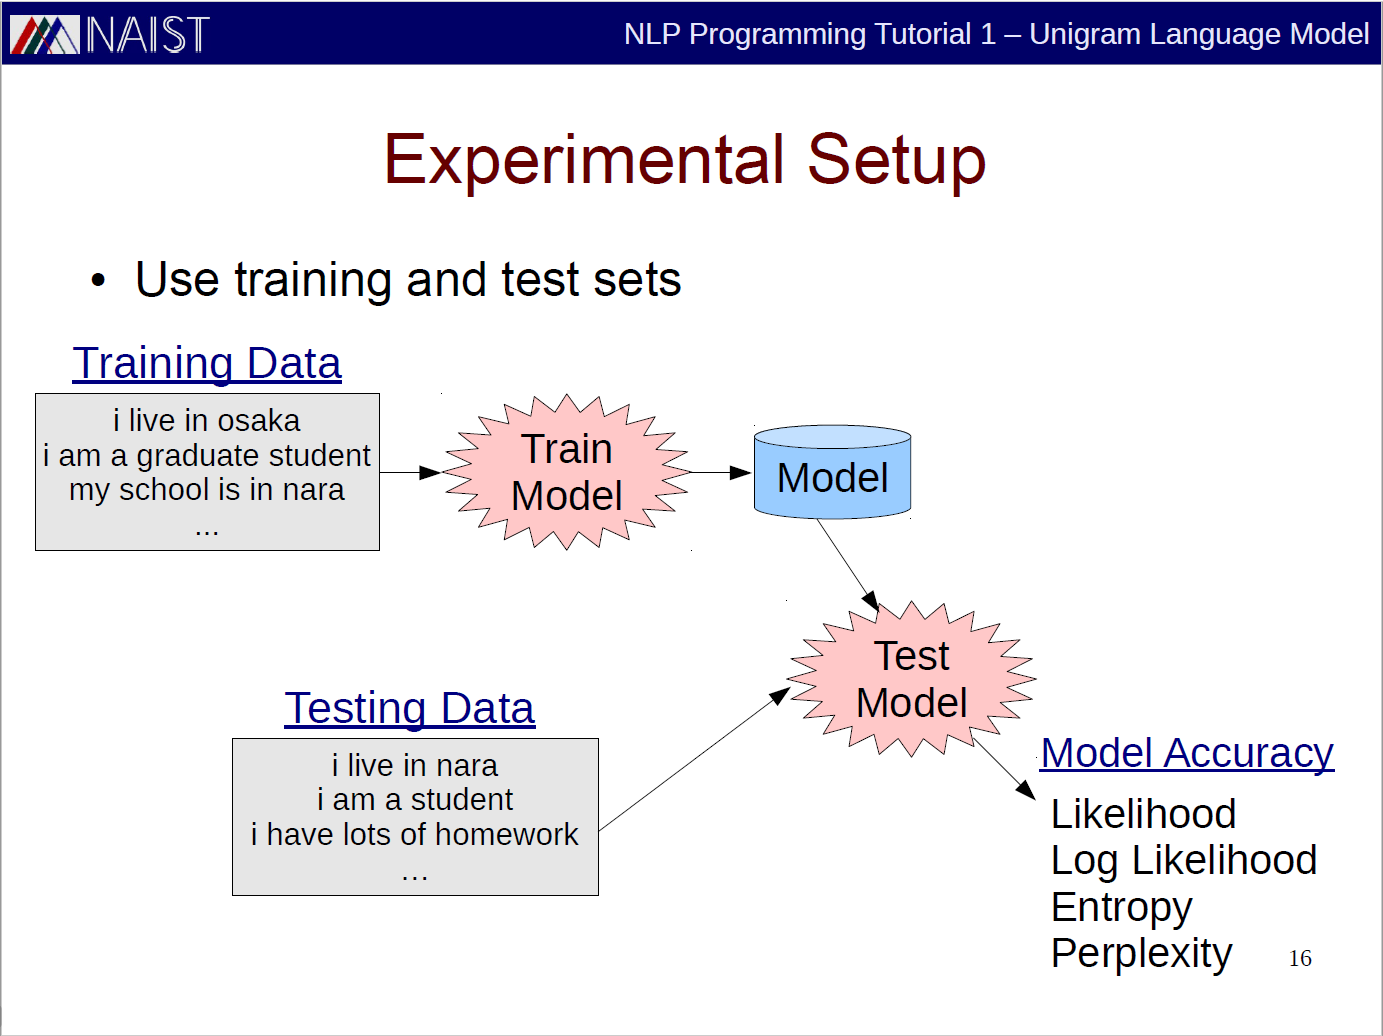 NAIST
NLP Programming Tutorial 1 – Unigram Language Model
Experimental Setup
• Use training and test sets
Training Data
i live in osaka
i am a graduate student
my school is in nara
...
Train
Model
Model
Test
Model
Testing Data
i live in nara
i am a student
i have lots of homework
…
Model Accuracy
Likelihood
Log Likelihood
Entropy
Perplexity
16